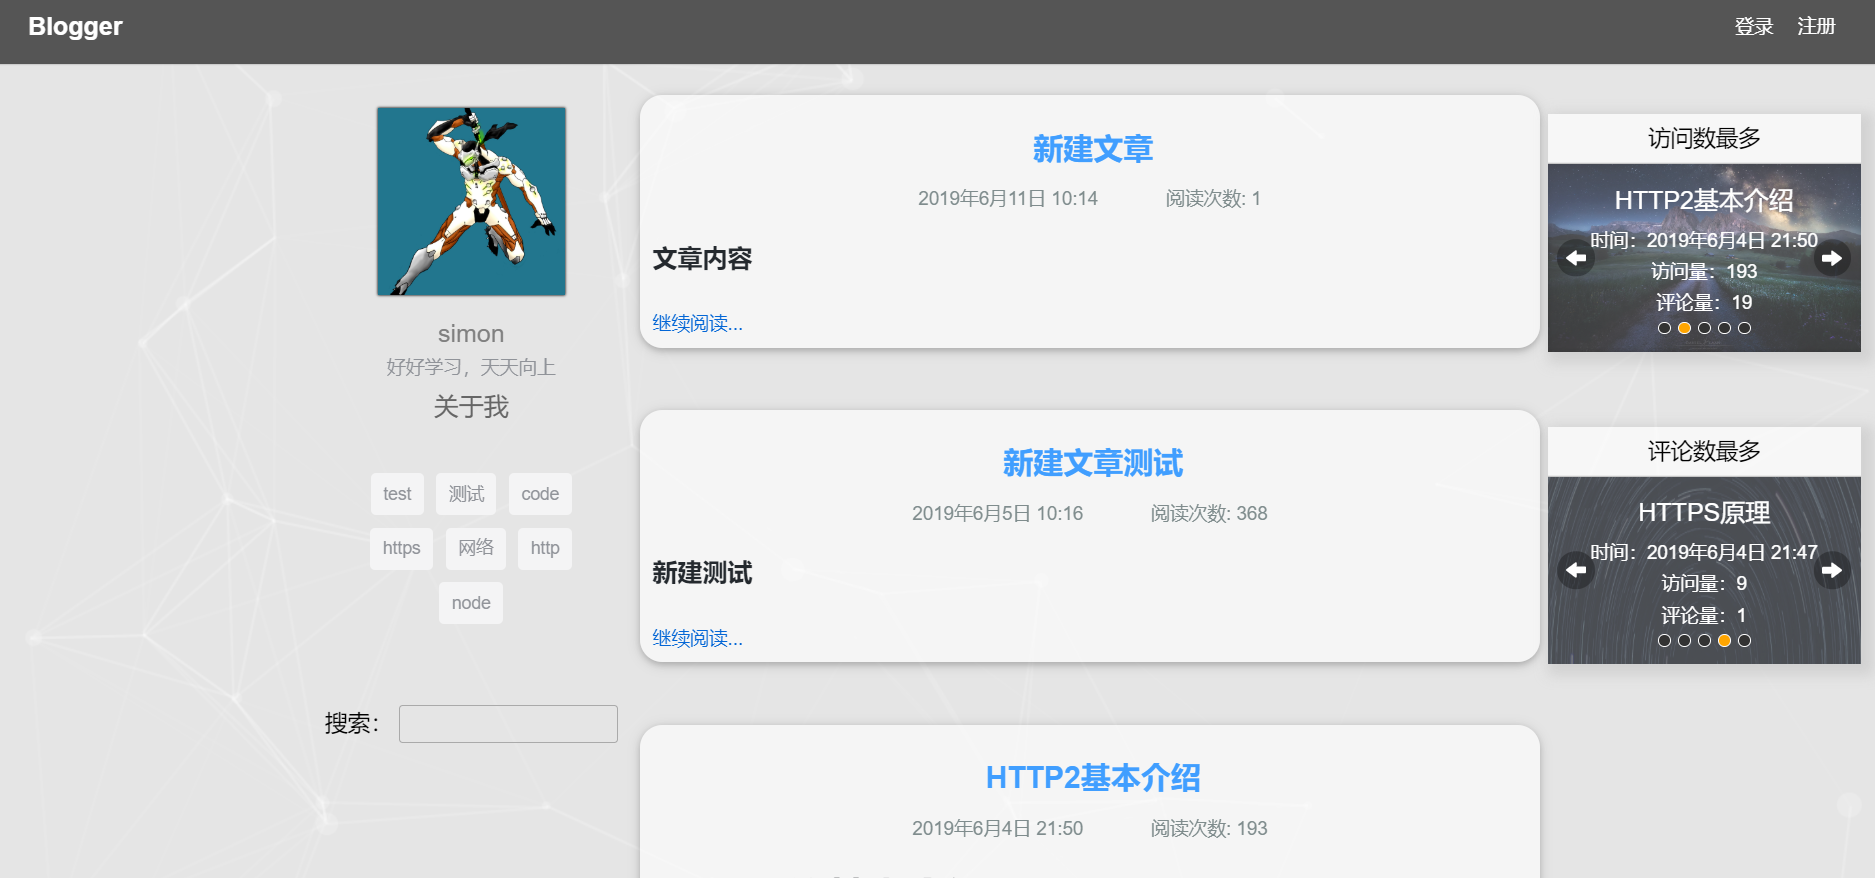 Blogger
登录 注册
simon
好好学习，天天向上
关于我
test 测试 code
https 网络 http
node
搜索：
新建文章
2019年6月11日 10:14 阅读次数: 1
文章内容
继续阅读...
新建文章测试
2019年6月5日 10:16 阅读次数: 368
新建测试
继续阅读...
HTTP2基本介绍
2019年6月4日 21:50 阅读次数: 193
访问数最多
HTTP2基本介绍
时间：2019年6月4日 21:50
访问量：193
评论量：19
评论数最多
HTTPS原理
时间：2019年6月4日 21:47
访问量：9
评论量：1